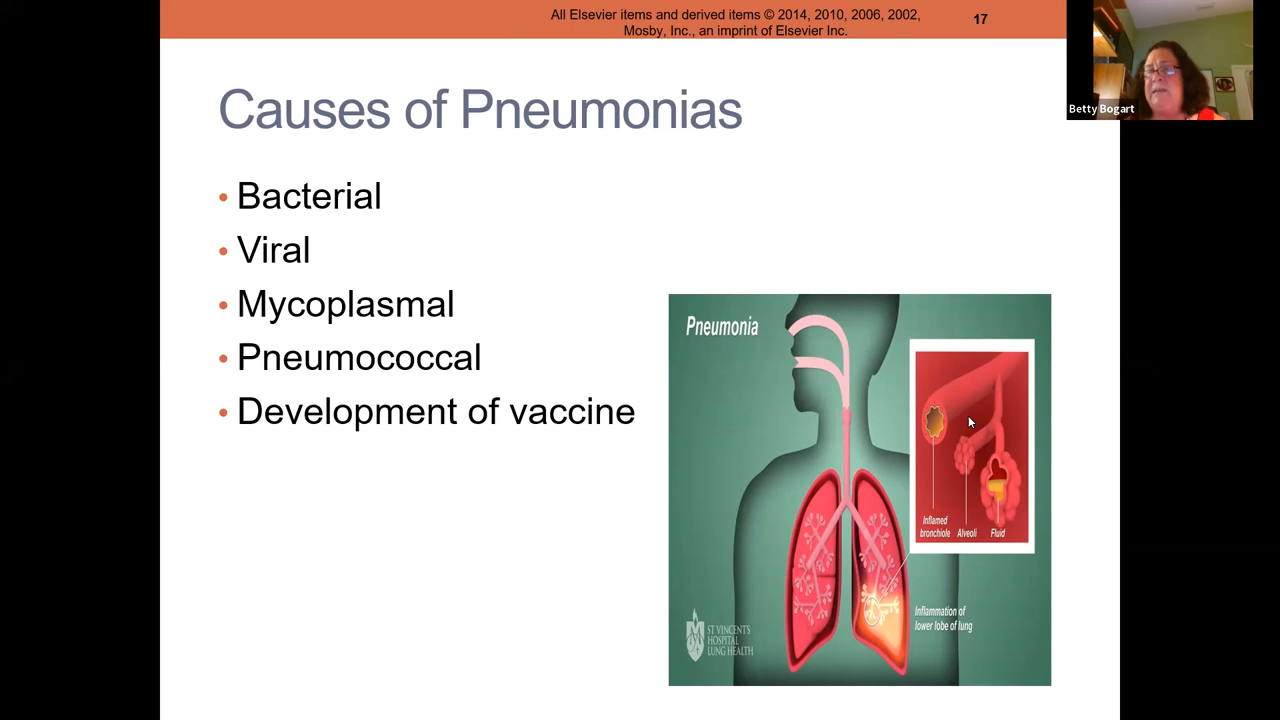 All Elsevier items and derived items © 2014, 2010, 2006, 2002,
Mosby, Inc., an imprint of Elsevier Inc.
17
Betty Bogart
Causes of Pneumonias
• Bacterial
• Viral
• Mycoplasmal
• Pneumococcal
• Development of vaccine
Pneumonia
Inflamed
bronchiole
Alveoli
Fluid
Inflammation of
lower lobe of lung
ST VINCENT'S
HOSPITAL
LUNG HEALTH